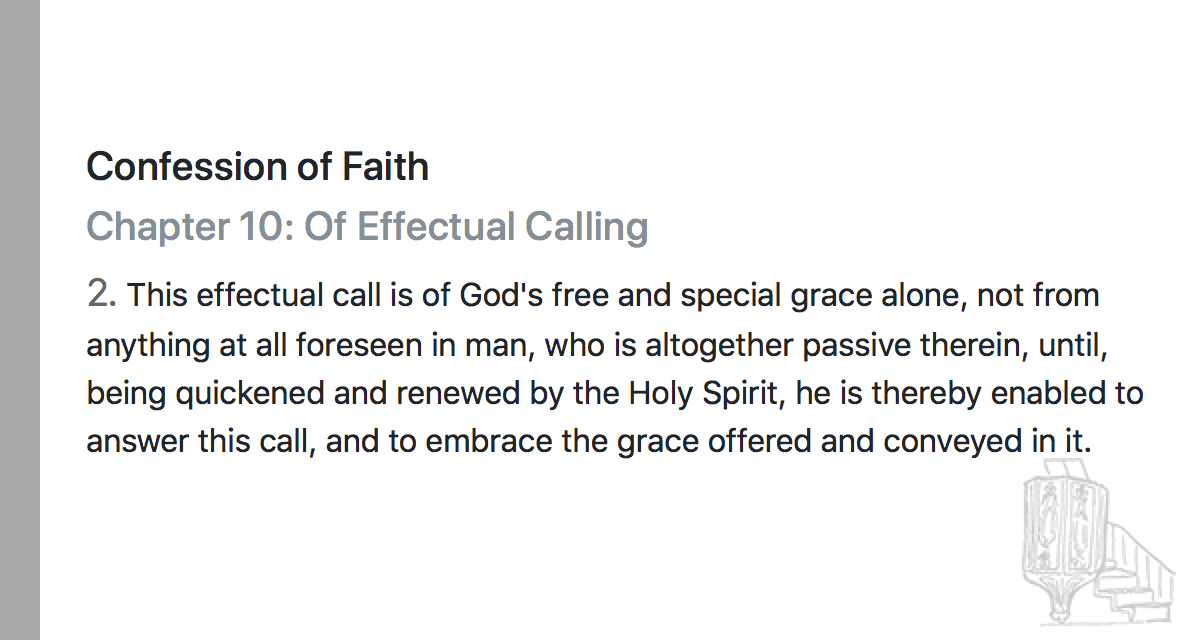 Confession of Faith
Chapter 10: Of Effectual Calling
2. This effectual call is of God's free and special grace alone, not from
anything at all foreseen in man, who is altogether passive therein, until,
being quickened and renewed by the Holy Spirit, he is thereby enabled to
answer this call, and to embrace the grace offered and conveyed in it.